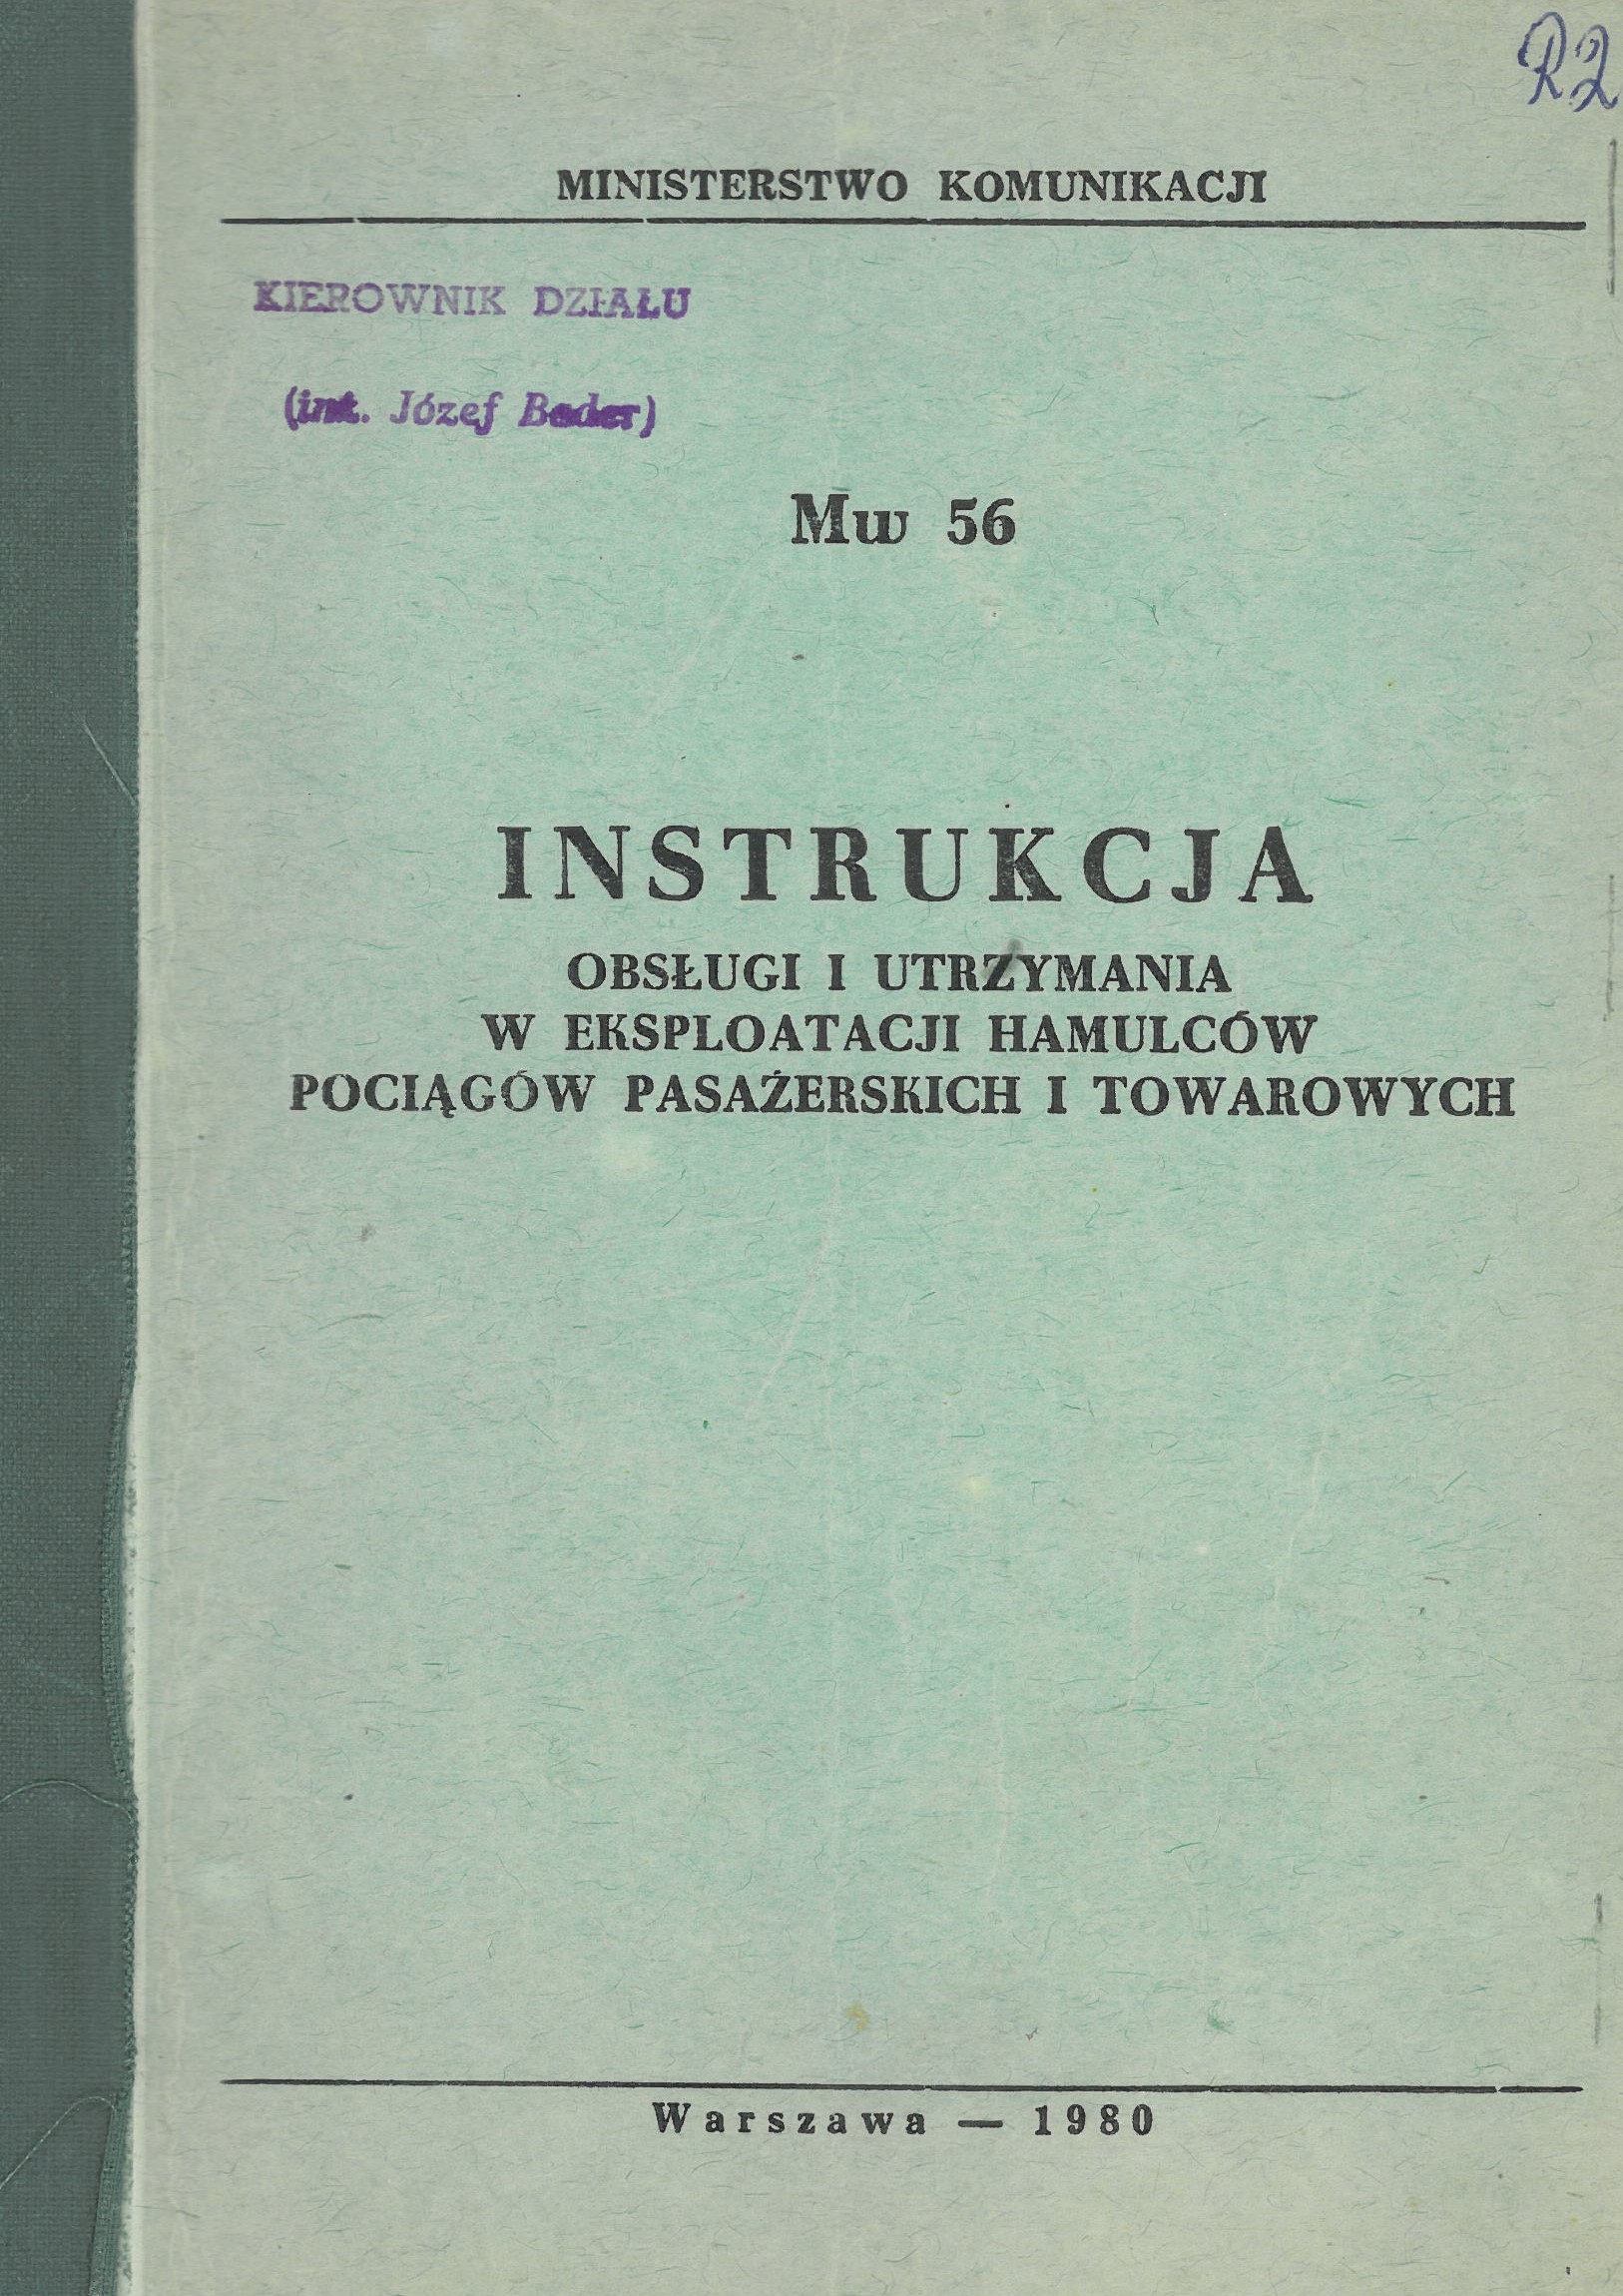 R2
MINISTERSTWO KOMUNIKACJI
KIEROWNIK DZIAŁU
(inż. Józef Bader)
Mw 56
INSTRUKCJA
OBSŁUGI I UTRZYMANIA
W EKSPLOATACJI HAMULCÓW
POCIĄGÓW PASAŻERSKICH I TOWAROWYCH
Warszawa — 1980